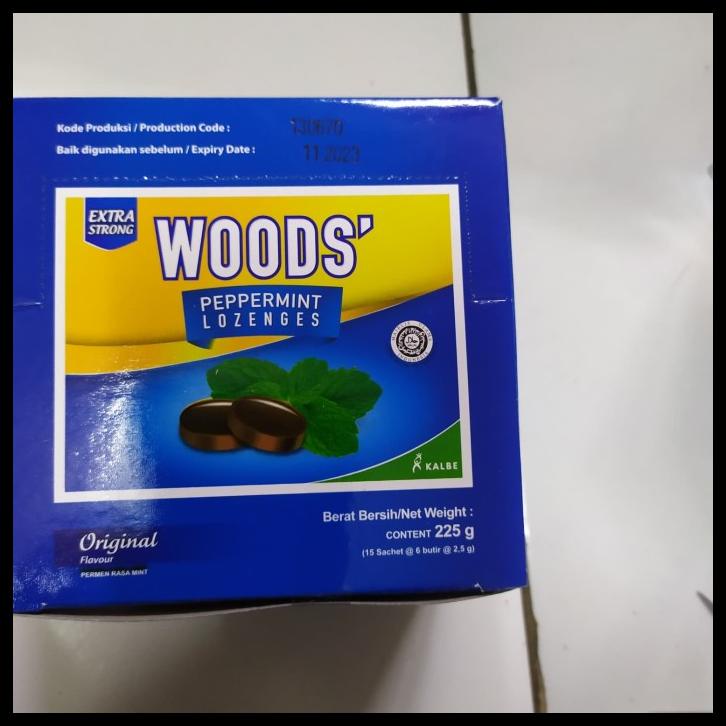 Kode Produksi / Production Code :
Baik digunakan sebelum / Expiry Date : 11 2023
EXTRA
STRONG
WOODS'
PEPPERMINT
LOZENGES
KALBE
Berat Bersih/Net Weight :
CONTENT 225 g
(15 Sachet @ 6 butir @ 2,5 g)
Original
Flavour
PERMEN RASA MINT